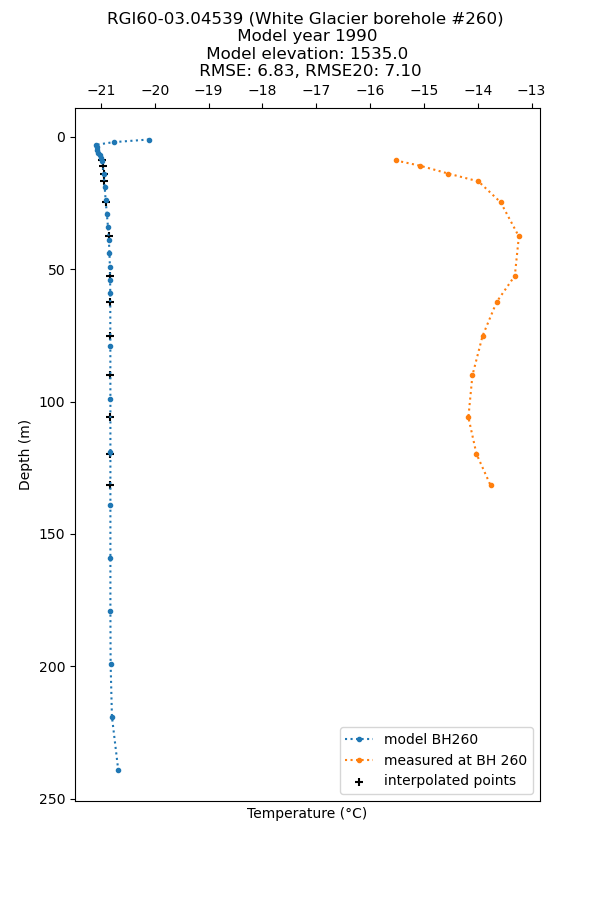 RGI60-03.04539 (White Glacier borehole #260)
Model year 1990
Model elevation: 1535.0
RMSE: 6.83, RMSE20: 7.10
−21 −20 −19 −18 −17 −16 −15 −14 −13
0
50
100
150
200
250
Depth (m)
model BH260
measured at BH 260
interpolated points
Temperature (°C)